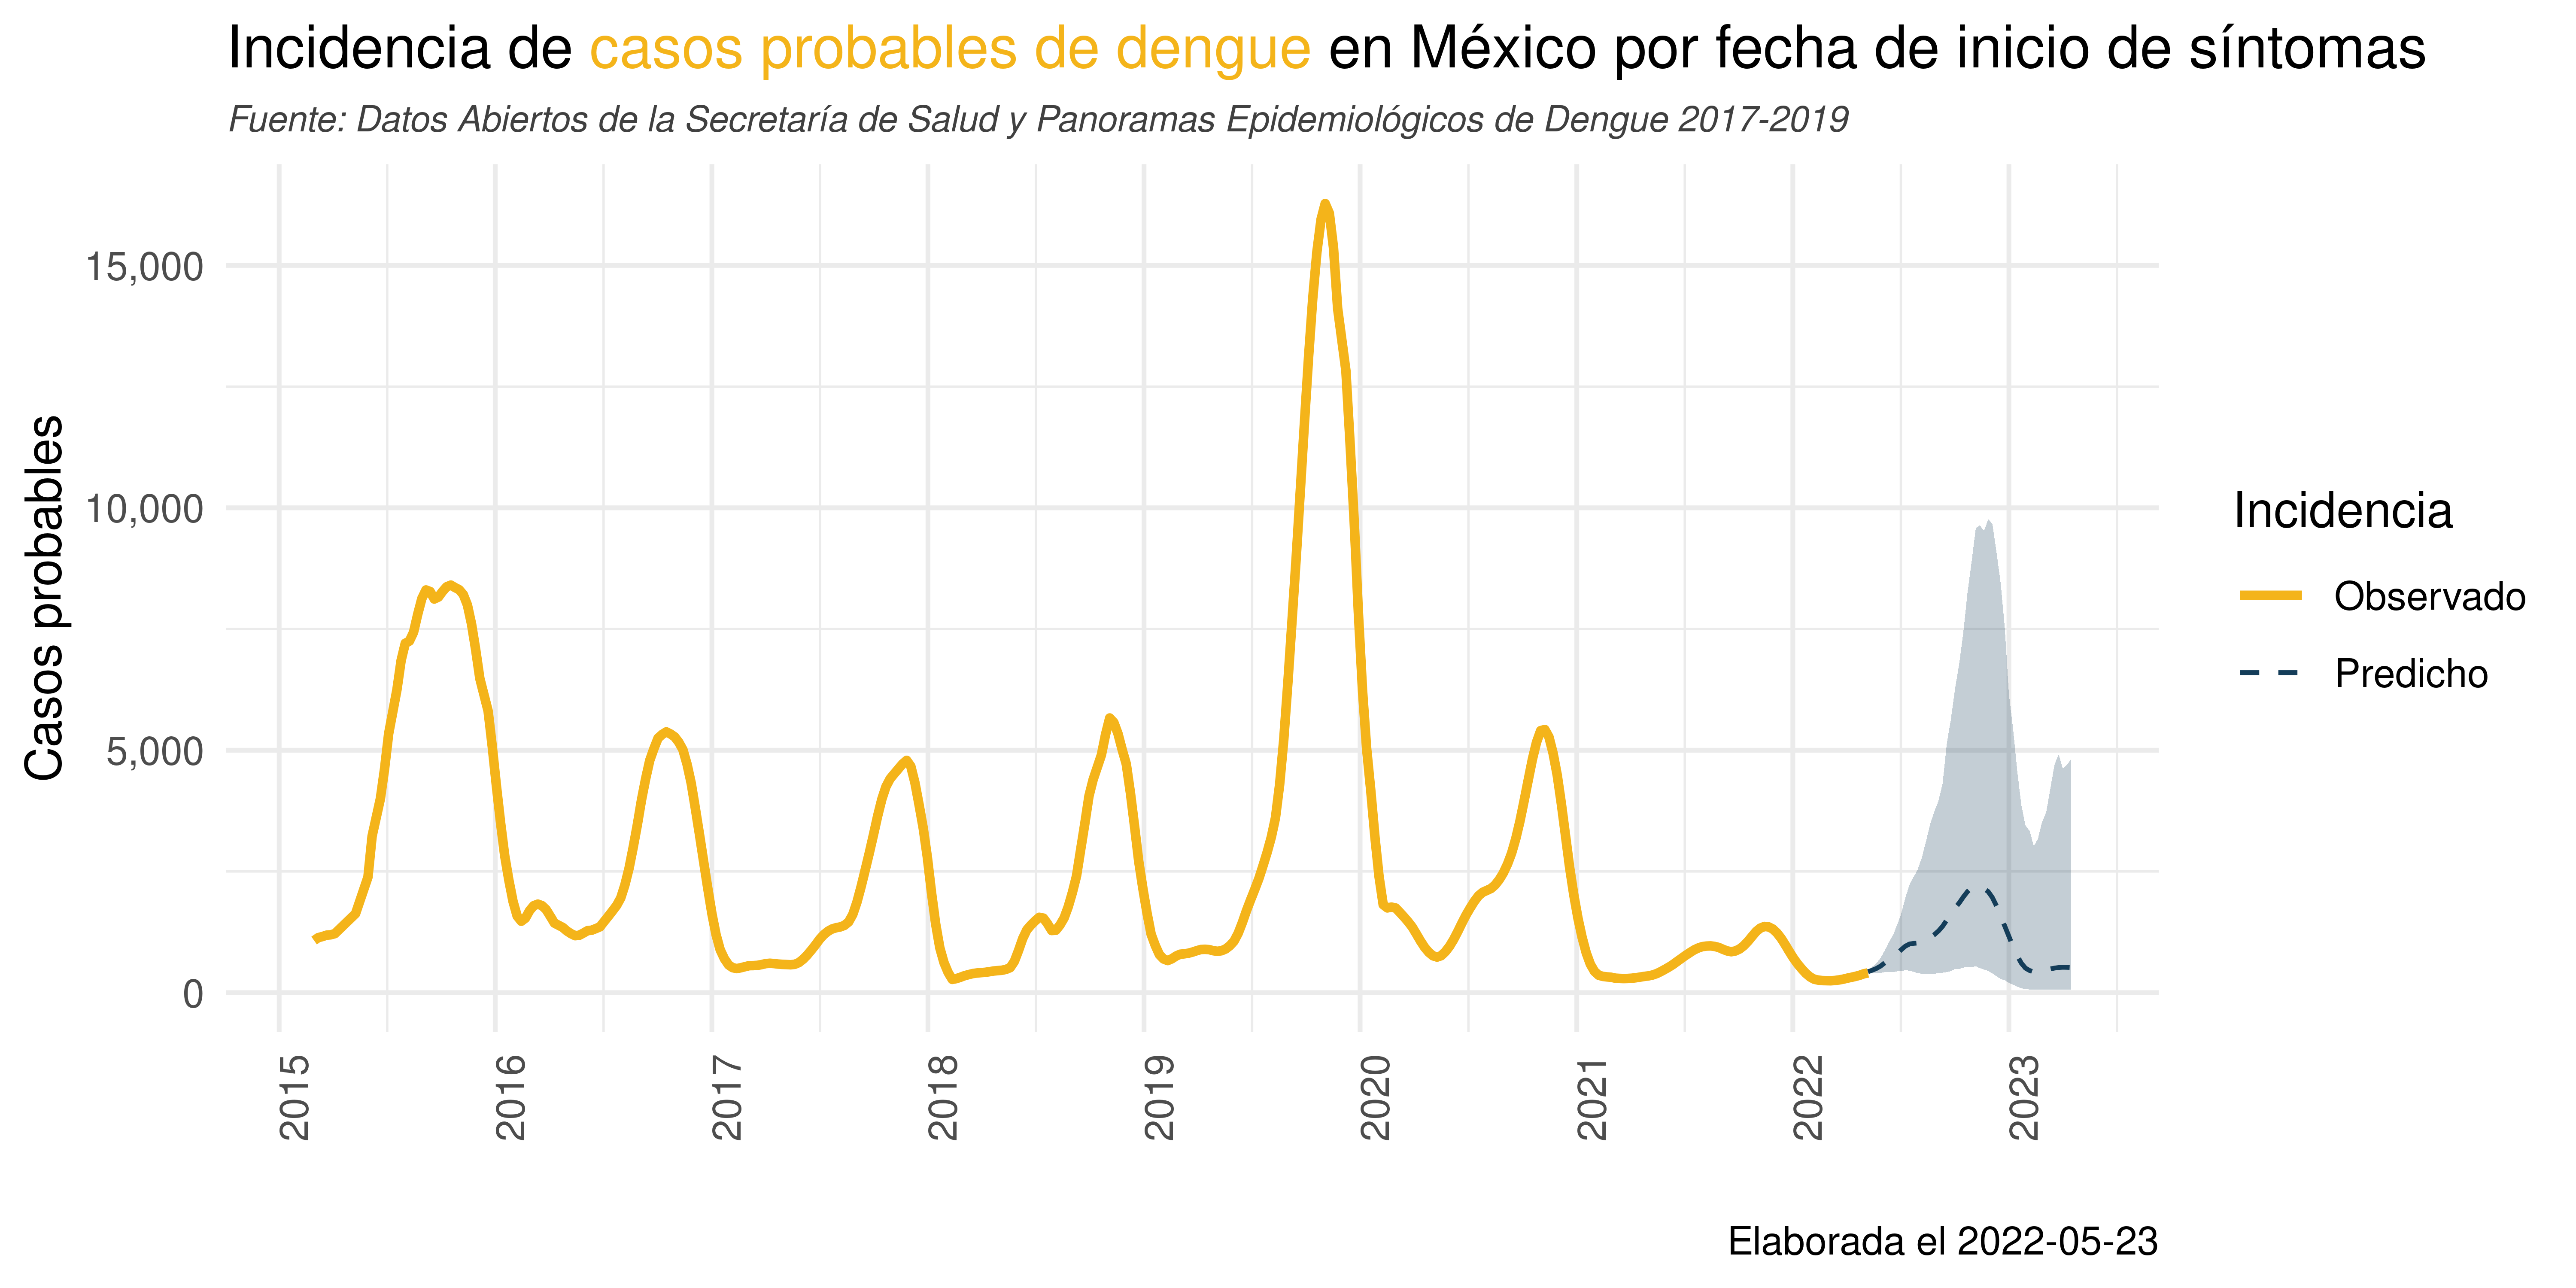 Incidencia de casos probables de dengue en México por fecha de inicio de síntomas
Fuente: Datos Abiertos de la Secretaría de Salud y Panoramas Epidemiológicos de Dengue 2017-2019
Casos probables
15,000
10,000
5,000
0
2015
2016
2017
2018
2019
2020
2021
2022
2023
Incidencia
Observado
Predicho
Elaborada el 2022-05-23